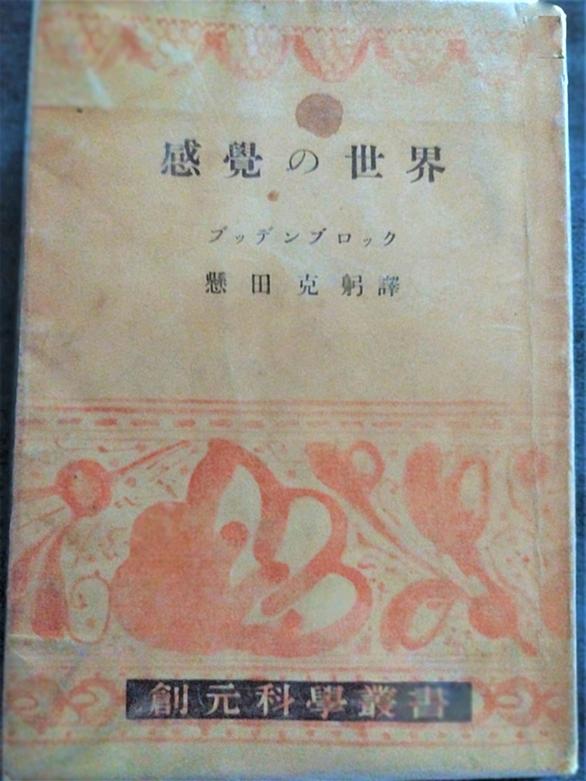 感覺の世界
ブッデンブロック
懸田克躬譯
創元科學叢書